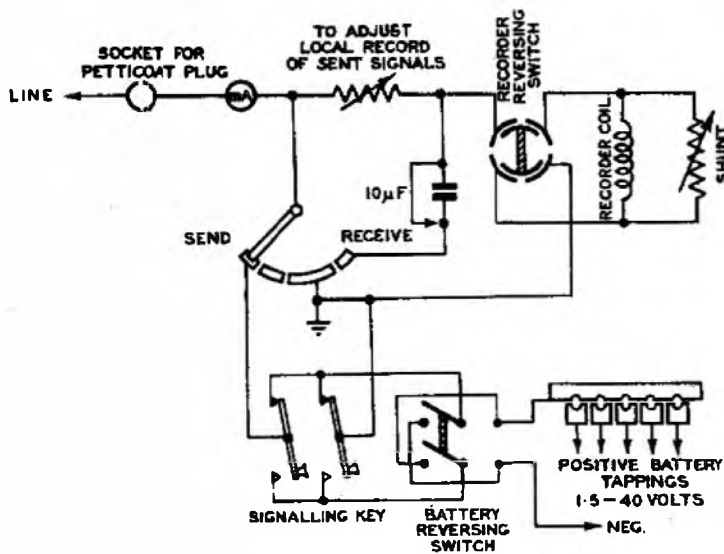 TO ADJUST
LOCAL RECORD
OF SENT SIGNALS
SOCKET FOR
PETTICOAT PLUG
RECORDER
REVERSING
SWITCH
LINE
mA
10μF
RECORDER COIL
SHUNT
SEND
RECEIVE
POSITIVE BATTERY
TAPPINGS
1·5–40 VOLTS
SIGNALLING KEY
BATTERY
REVERSING
SWITCH
NEG.